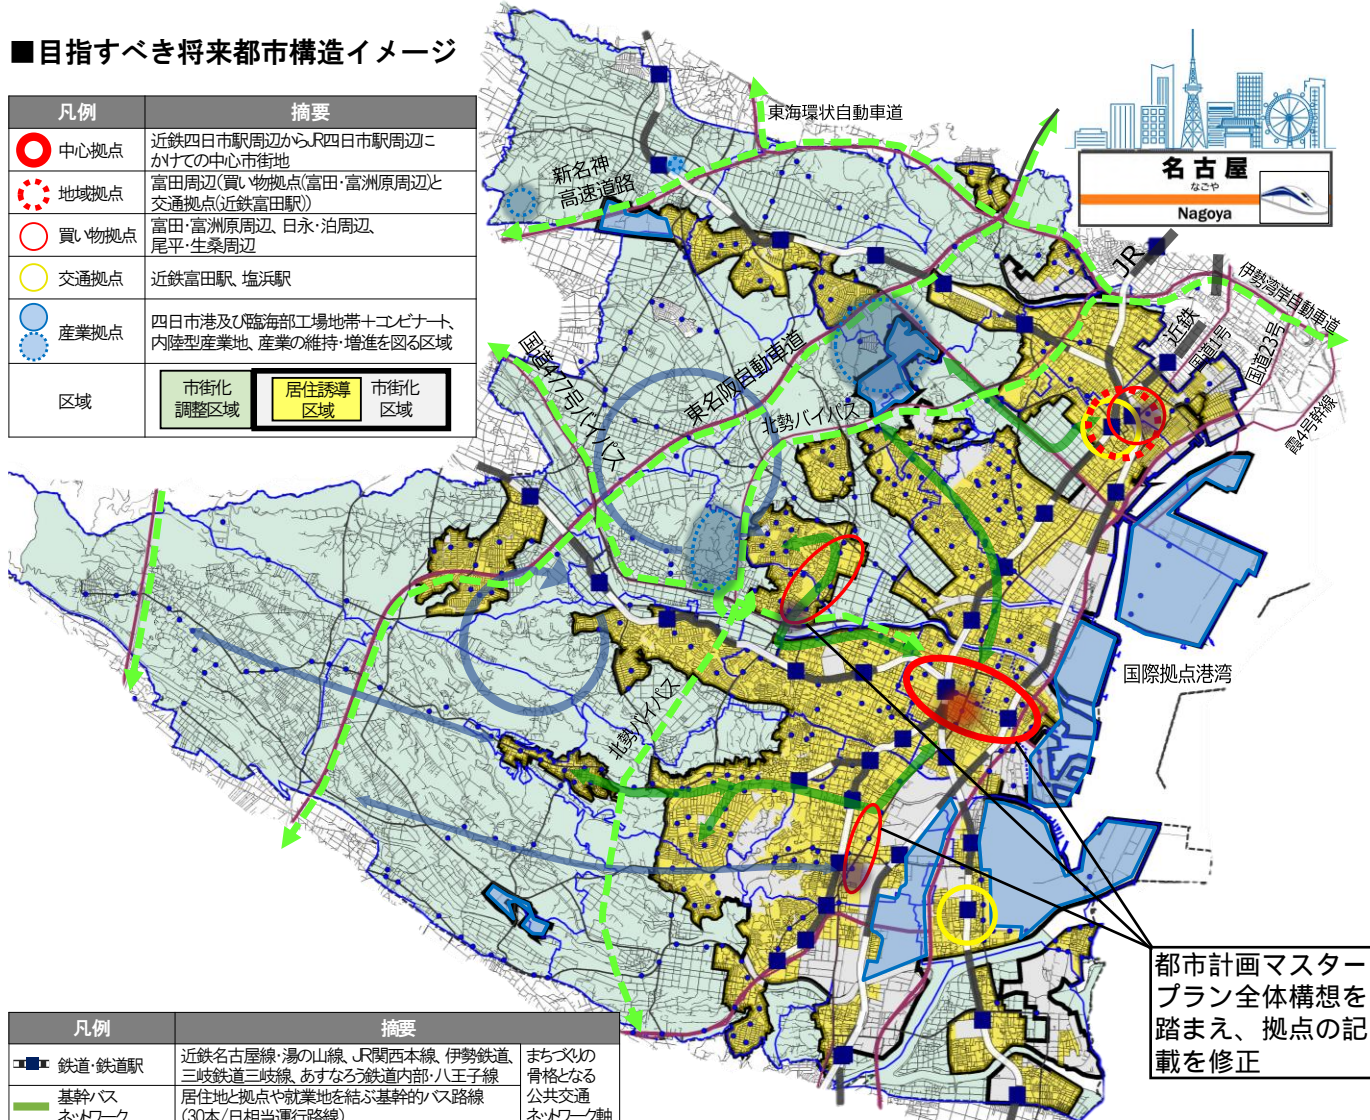 ■目指すべき将来都市構造イメージ
凡例 摘要
中心拠点 近鉄四日市駅周辺からJR四日市駅周辺に
かけての中心市街地
地域拠点 富田周辺(買い物拠点(富田・富洲原周辺)と
交通拠点(近鉄富田駅))
買い物拠点 富田・富洲原周辺、日永・泊周辺、
尾平・生桑周辺
交通拠点 近鉄富田駅、塩浜駅
産業拠点 四日市港及び臨海部工場地帯+コンビナート、
内陸型産業地、産業の維持・増進を図る区域
区域 市街化
調整区域
居住誘導
区域
市街化
区域
東海環状自動車道
新名神
高速道路
名古屋
なごや
Nagoya
JR
近鉄
国道1号
国道23号
伊勢湾岸自動車道
霞4号幹線
国道477号バイパス
東名阪自動車道
北勢バイパス
国際拠点港湾
北勢バイパス
都市計画マスター
プラン全体構想を
踏まえ、拠点の記
載を修正
凡例 摘要
鉄道・鉄道駅 近鉄名古屋線・湯の山線、JR関西本線、伊勢鉄道、
三岐鉄道三岐線、あすなろう鉄道内部・八王子線
まちづくりの
骨格となる
公共交通
ネットワーク軸
基幹バス
ネットワーク
居住地と拠点や就業地を結ぶ基幹的バス路線
(30本/日相当運行路線)